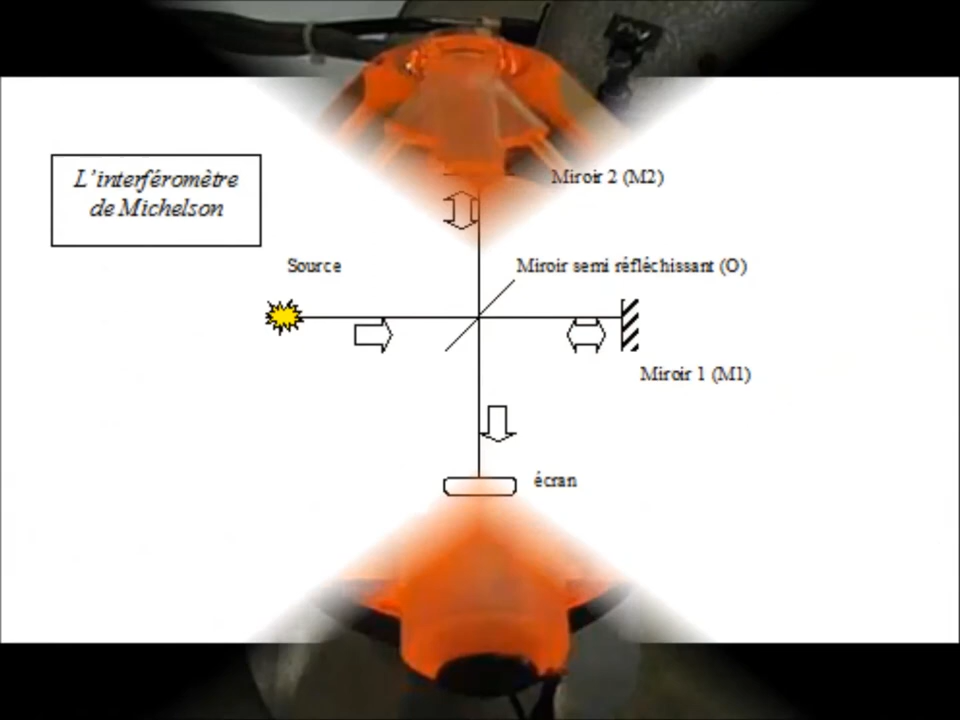 L'interféromètre
de Michelson
Miroir 2 (M2)
Source
Miroir semi réfléchissant (O)
Miroir 1 (M1)
écran